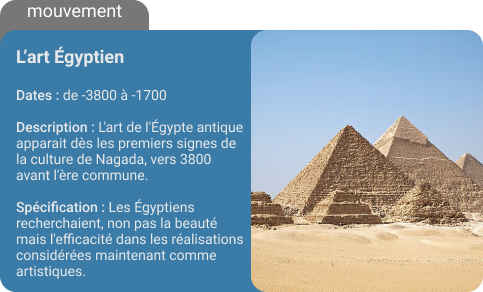 mouvement
L’art Égyptien
Dates : de -3800 à -1700
Description : L'art de l'Égypte antique
apparait dès les premiers signes de
la culture de Nagada, vers 3800
avant l'ère commune.
Spécification : Les Égyptiens
recherchaient, non pas la beauté
mais l'efficacité dans les réalisations
considérées maintenant comme
artistiques.